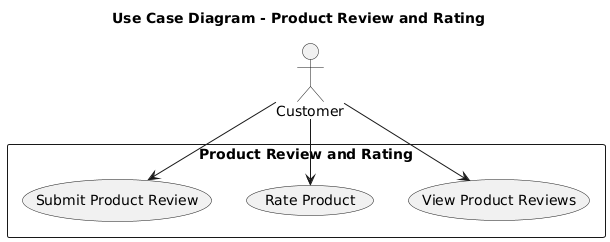 Use Case Diagram - Product Review and Rating
Customer
Product Review and Rating
Submit Product Review
Rate Product
View Product Reviews